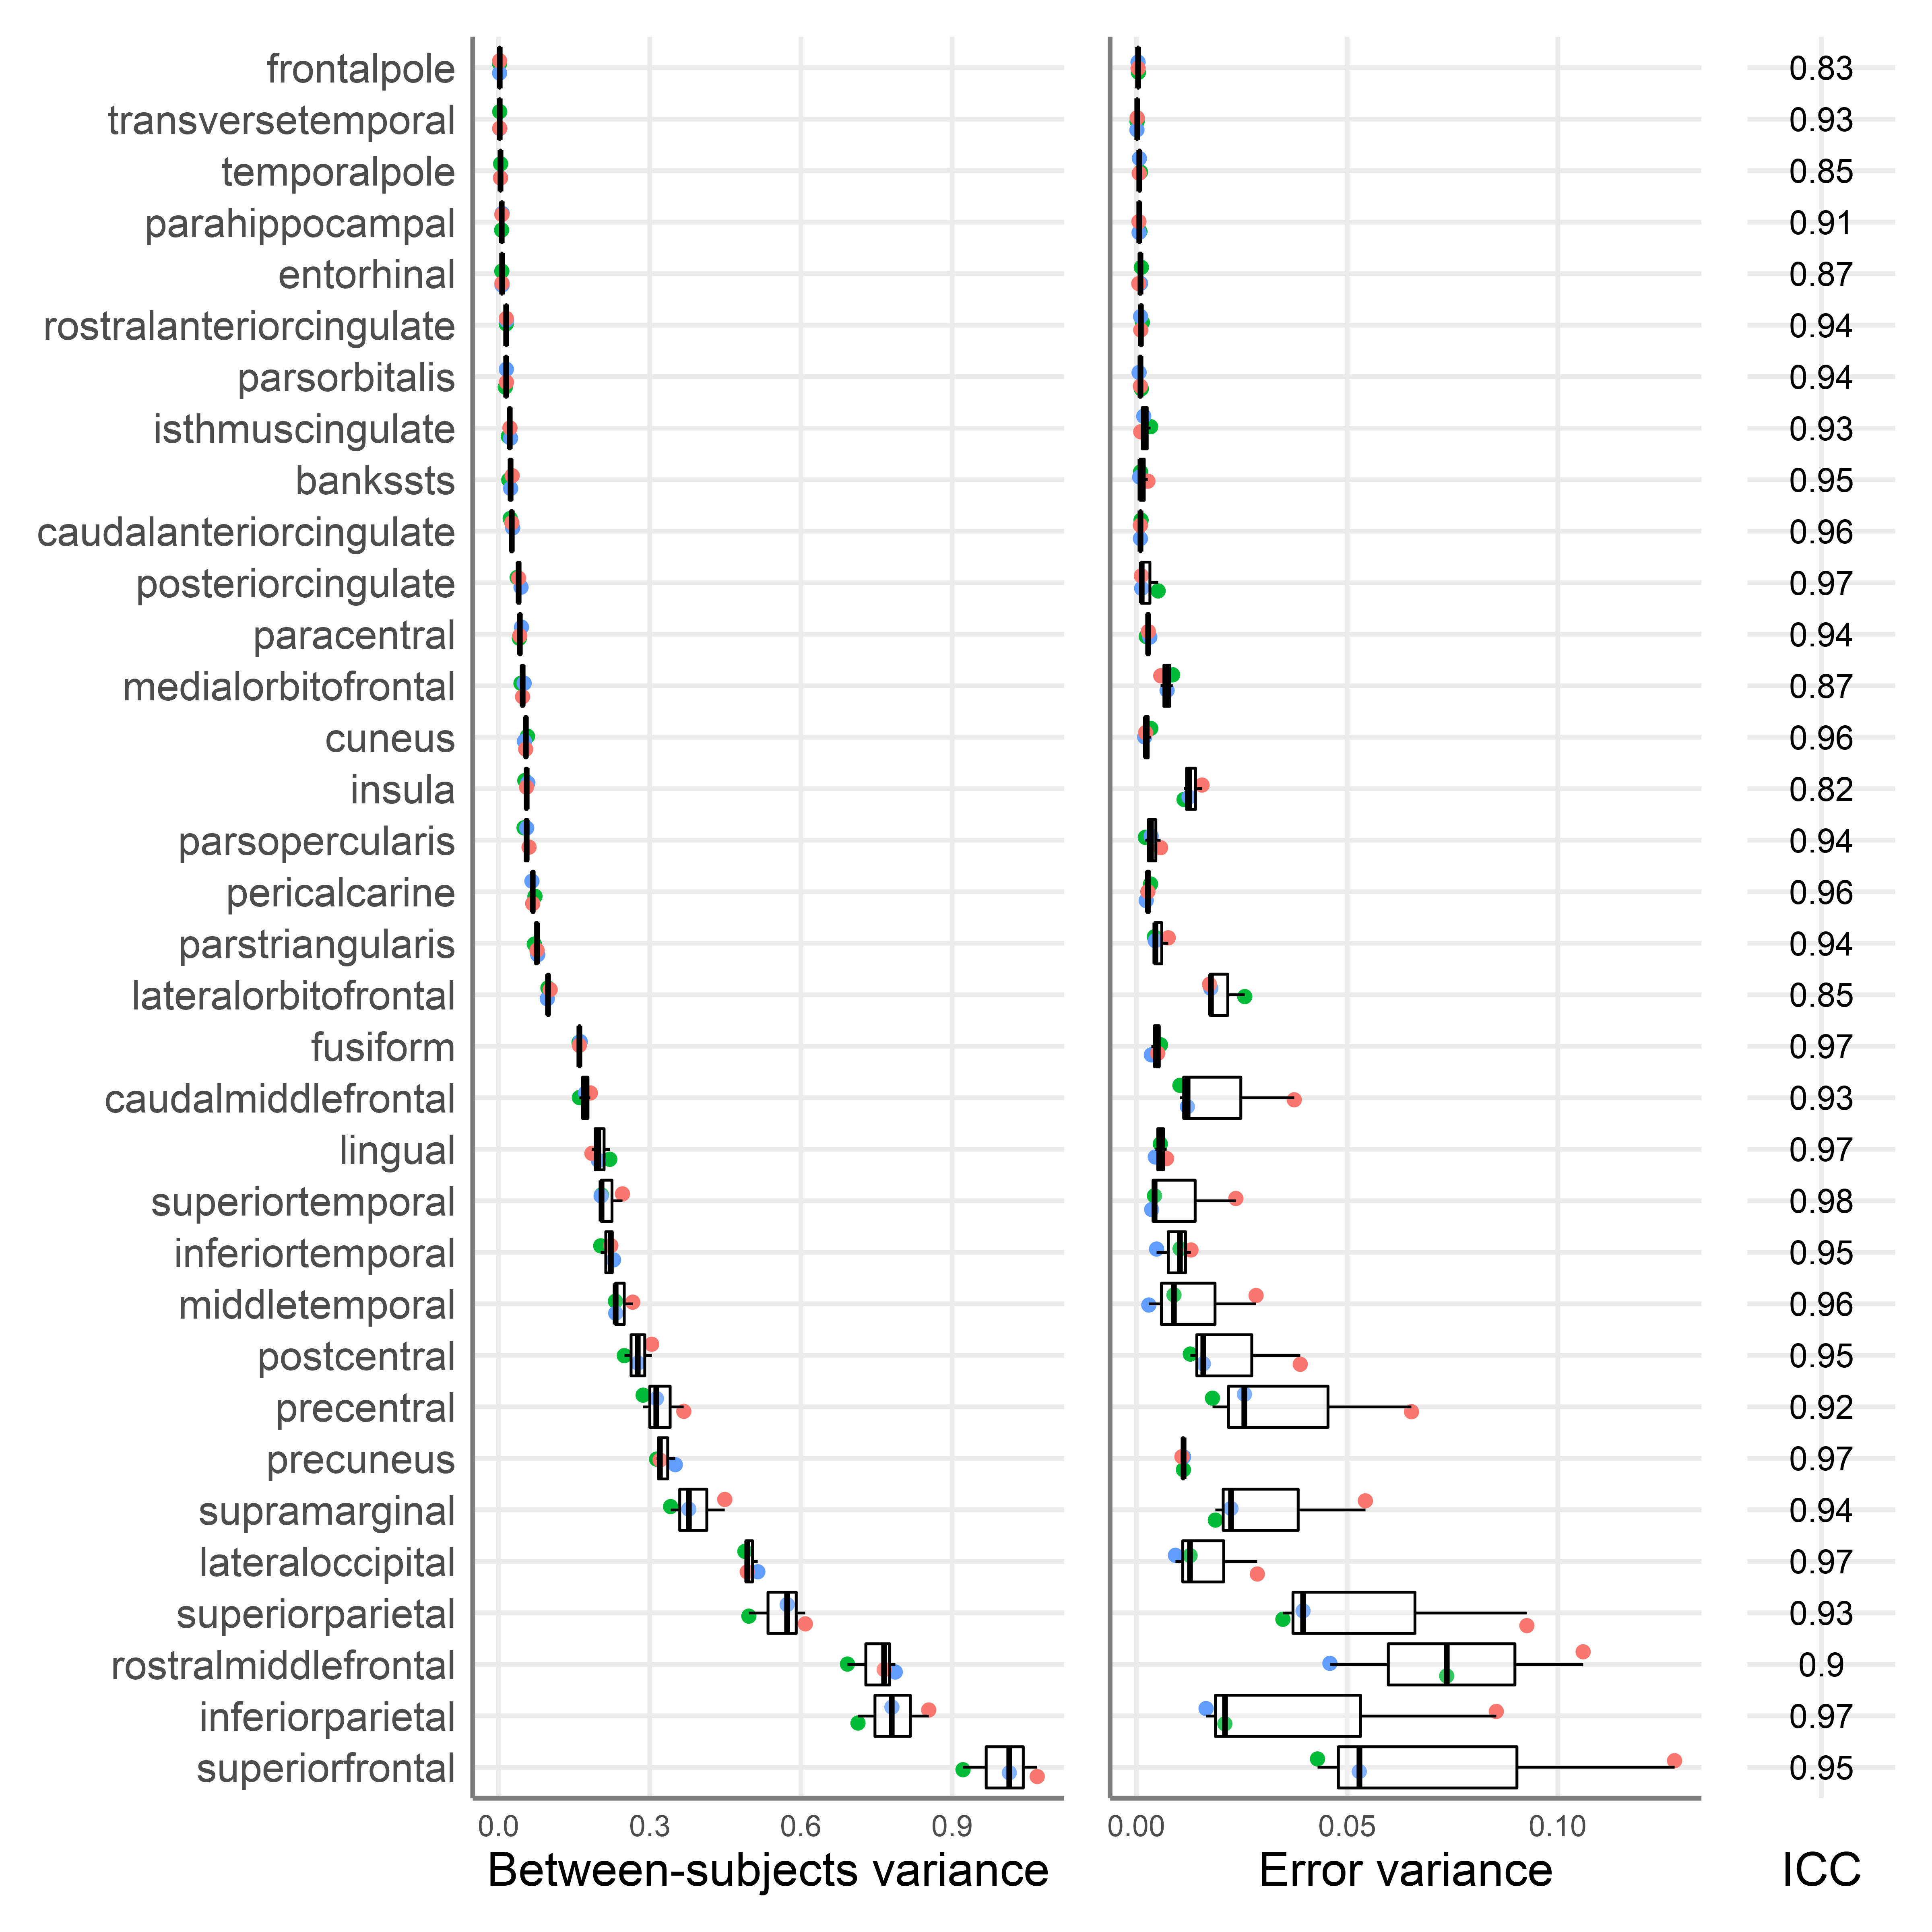 frontalpole 0.83
transversetemporal 0.93
temporalpole 0.85
parahippocampal 0.91
entorhinal 0.87
rostralanteriorcingulate 0.94
parsorbitalis 0.94
isthmuscingulate 0.93
bankssts 0.95
caudalanteriorcingulate 0.96
posteriorcingulate 0.97
paracentral 0.94
medialorbitofrontal 0.87
cuneus 0.96
insula 0.82
parsopercularis 0.94
pericalcarine 0.96
parstriangularis 0.94
lateralorbitofrontal 0.85
fusiform 0.97
caudalmiddlefrontal 0.93
lingual 0.97
superiortemporal 0.98
inferiortemporal 0.95
middletemporal 0.96
postcentral 0.95
precentral 0.92
precuneus 0.97
supramarginal 0.94
lateraloccipital 0.97
superiorparietal 0.93
rostralmiddlefrontal 0.9
inferiorparietal 0.97
superiorfrontal 0.95
0.0 0.3 0.6 0.9 0.00 0.05 0.10
Between-subjects variance Error variance ICC